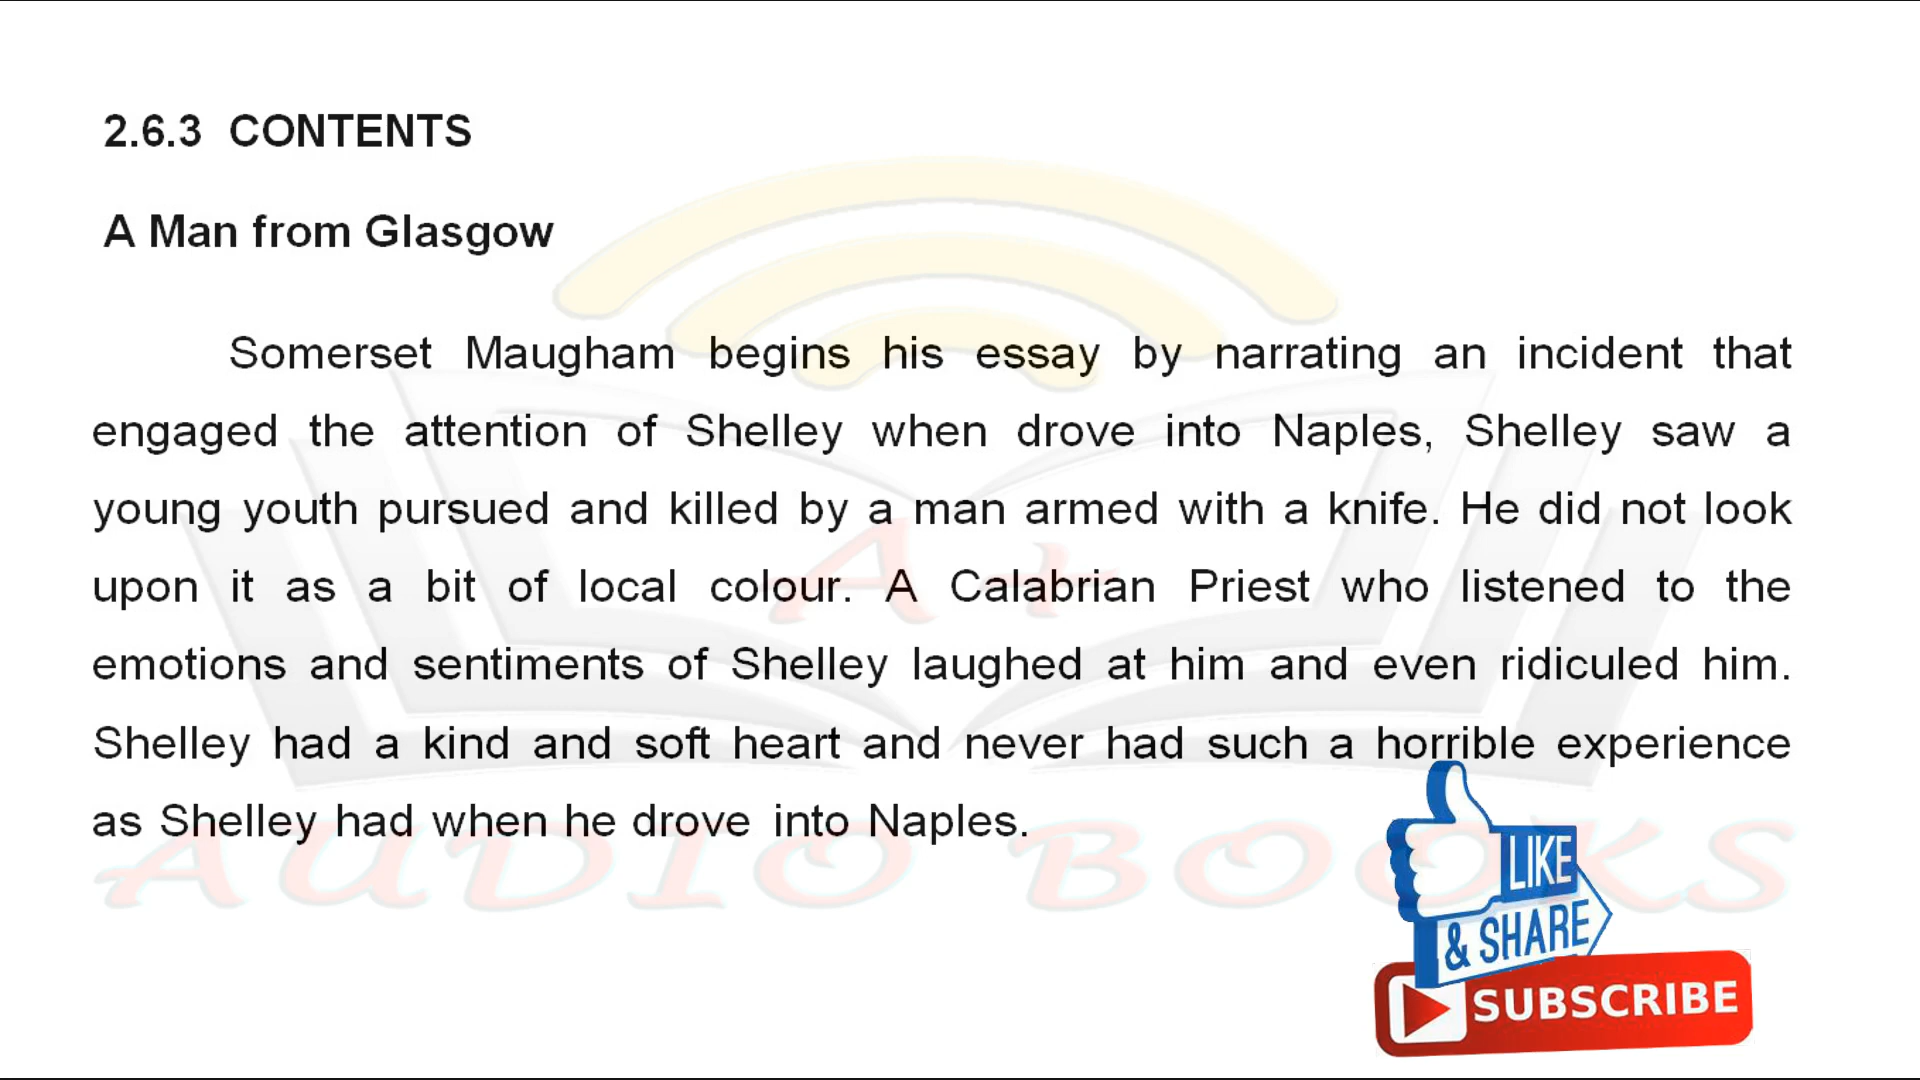 2.6.3 CONTENTS
A Man from Glasgow
Somerset Maugham begins his essay by narrating an incident that
engaged the attention of Shelley when drove into Naples, Shelley saw a
young youth pursued and killed by a man armed with a knife. He did not look
upon it as a bit of local colour. A Calabrian Priest who listened to the
emotions and sentiments of Shelley laughed at him and even ridiculed him.
Shelley had a kind and soft heart and never had such a horrible experience
as Shelley had when he drove into Naples.
A+
AUDIO BOOKS
LIKE
& SHARE
SUBSCRIBE